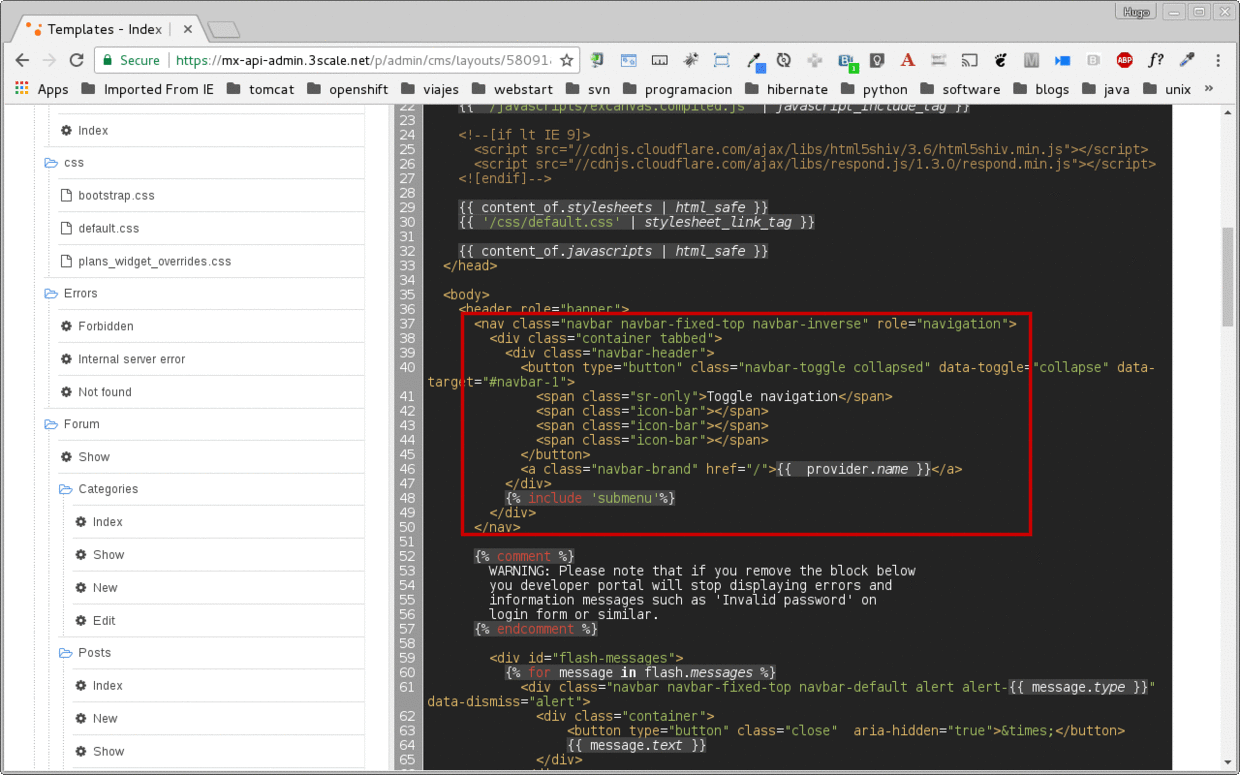 Hugo
Templates - Index
Secure https://mx-api-admin.3scale.net/p/admin/cms/layouts/58091
Apps Imported From IE tomcat openshift viajes webstart svn programacion hibernate python software blogs java unix »
Index
css
bootstrap.css
default.css
plans_widget_overrides.css
Errors
Forbidden
Internal server error
Not found
Forum
Show
Categories
Index
Show
New
Edit
Posts
Index
New
Show
22 {{ '/javascripts/excanvas.compiled.js' | javascript_include_tag }}
23
24 <!--[if lt IE 9]>
25 <script src="//cdnjs.cloudflare.com/ajax/libs/html5shiv/3.6/html5shiv.min.js"></script>
26 <script src="//cdnjs.cloudflare.com/ajax/libs/respond.js/1.3.0/respond.min.js"></script>
27 <![endif]-->
28
29 {{ content_of.stylesheets | html_safe }}
30 {{ '/css/default.css' | stylesheet_link_tag }}
31
32 {{ content_of.javascripts | html_safe }}
33 </head>
34
35 <body>
36 <header role="banner">
37 <nav class="navbar navbar-fixed-top navbar-inverse" role="navigation">
38 <div class="container tabbed">
39 <div class="navbar-header">
40 <button type="button" class="navbar-toggle collapsed" data-toggle="collapse" data-
target="#navbar-1">
41 <span class="sr-only">Toggle navigation</span>
42 <span class="icon-bar"></span>
43 <span class="icon-bar"></span>
44 <span class="icon-bar"></span>
45 </button>
46 <a class="navbar-brand" href="/">{{  provider.name }}</a>
47 </div>
48 {% include 'submenu'%}
49 </div>
50 </nav>
51
52 {% comment %}
53 WARNING: Please note that if you remove the block below
54 you developer portal will stop displaying errors and
55 information messages such as 'Invalid password' on
56 login form or similar.
57 {% endcomment %}
58
59 <div id="flash-messages">
60 {% for message in flash.messages %}
61 <div class="navbar navbar-fixed-top navbar-default alert alert-{{ message.type }}"
data-dismiss="alert">
62 <div class="container">
63 <button type="button" class="close"  aria-hidden="true">&times;</button>
64 {{ message.text }}
65 </div>